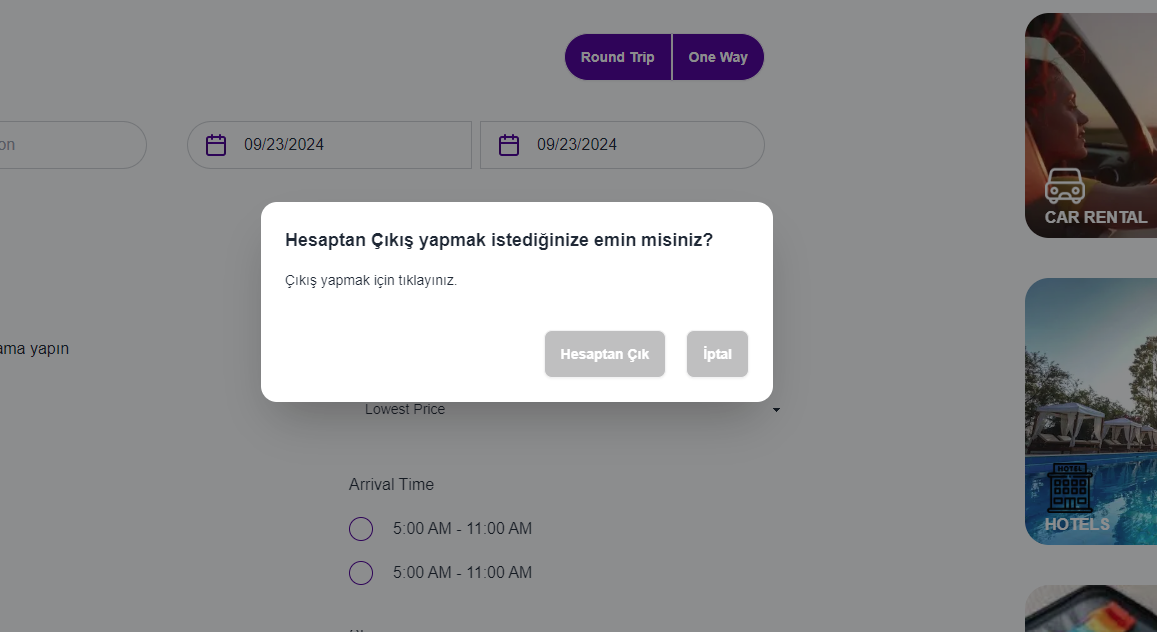 Round Trip
One Way
on
09/23/2024
09/23/2024
CAR RENTAL
Hesaptan Çıkış yapmak istediğinize emin misiniz?
Çıkış yapmak için tıklayınız.
Hesaptan Çık
İptal
ama yapın
Lowest Price
Arrival Time
5:00 AM - 11:00 AM
5:00 AM - 11:00 AM
HOTEL
HOTELS